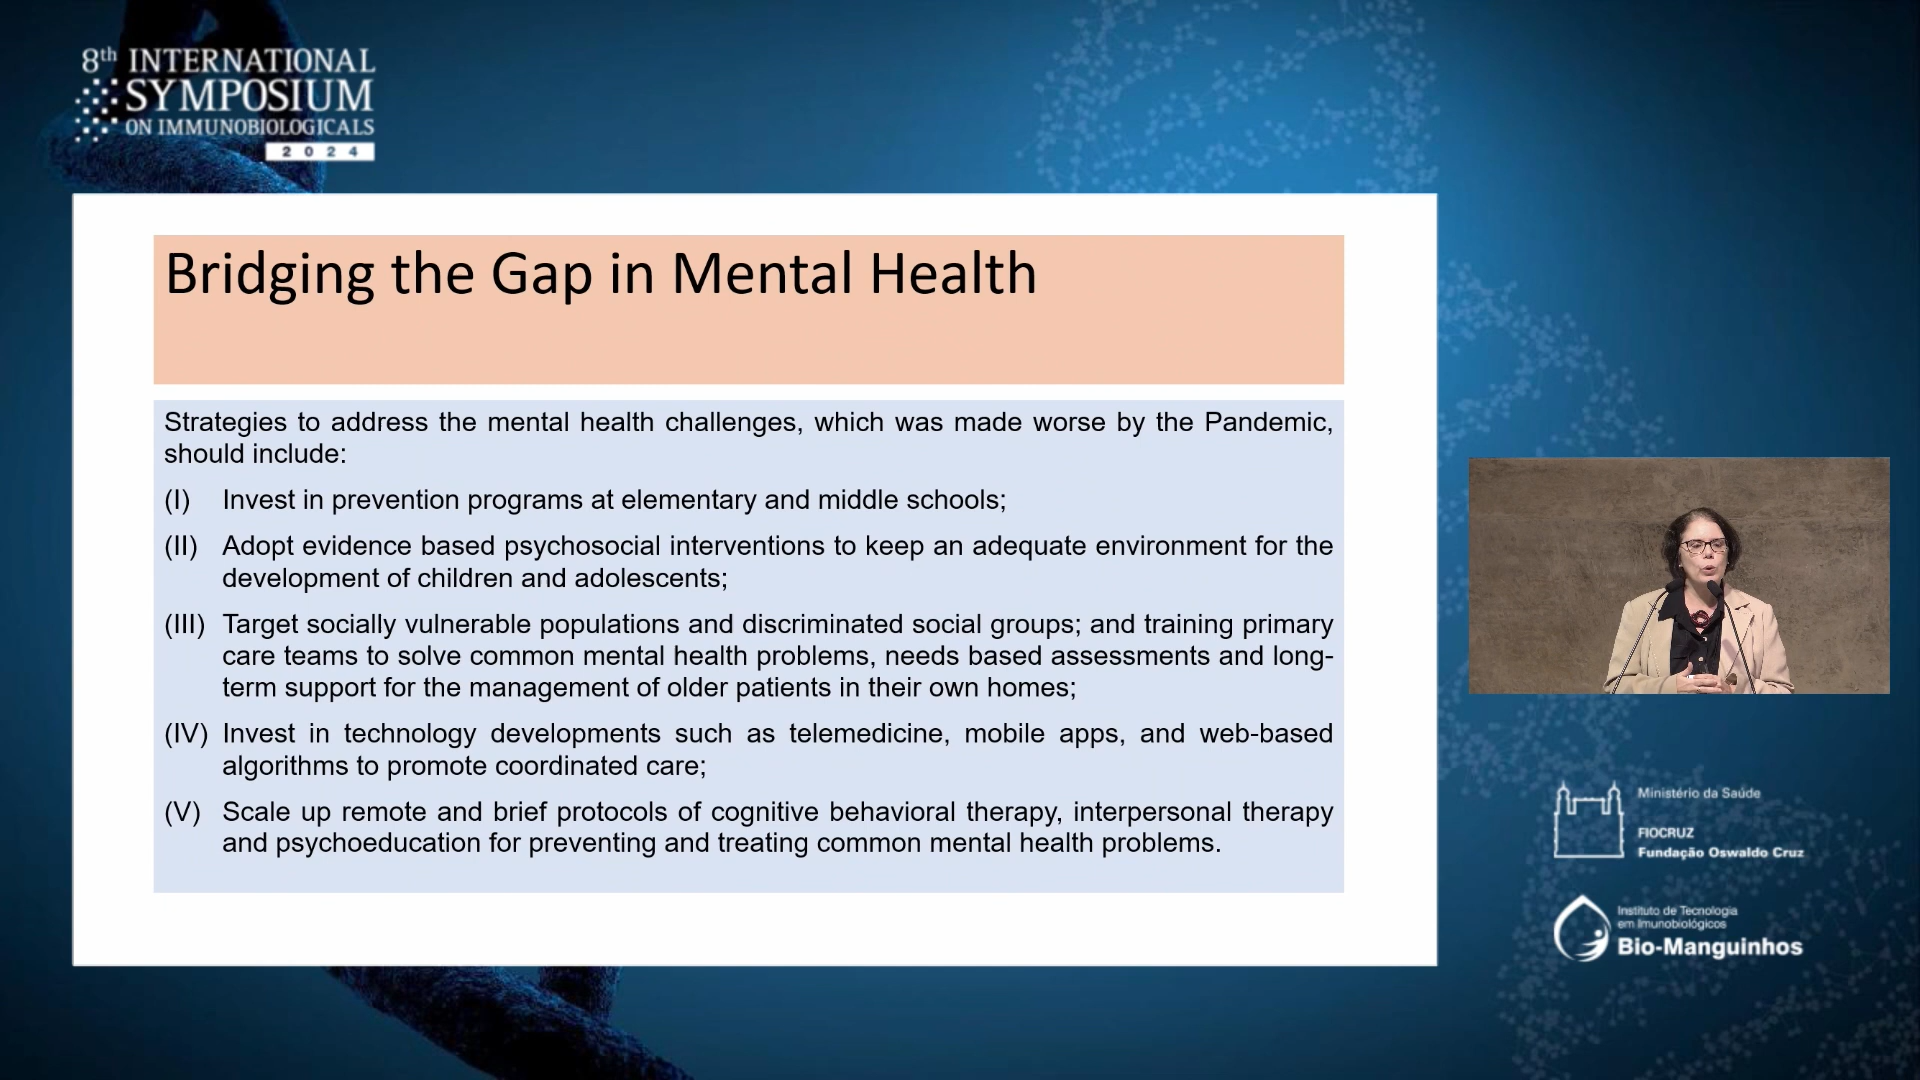 8th INTERNATIONAL
SYMPOSIUM
ON IMMUNOBIOLOGICALS
2024
Bridging the Gap in Mental Health
Strategies to address the mental health challenges, which was made worse by the Pandemic,
should include:
(I) Invest in prevention programs at elementary and middle schools;
(II) Adopt evidence based psychosocial interventions to keep an adequate environment for the
development of children and adolescents;
(III) Target socially vulnerable populations and discriminated social groups; and training primary
care teams to solve common mental health problems, needs based assessments and long-
term support for the management of older patients in their own homes;
(IV) Invest in technology developments such as telemedicine, mobile apps, and web-based
algorithms to promote coordinated care;
(V) Scale up remote and brief protocols of cognitive behavioral therapy, interpersonal therapy
and psychoeducation for preventing and treating common mental health problems.
Ministério da Saúde
FIOCRUZ
Fundação Oswaldo Cruz
Instituto de Tecnologia
em Imunobiológicos
Bio-Manguinhos